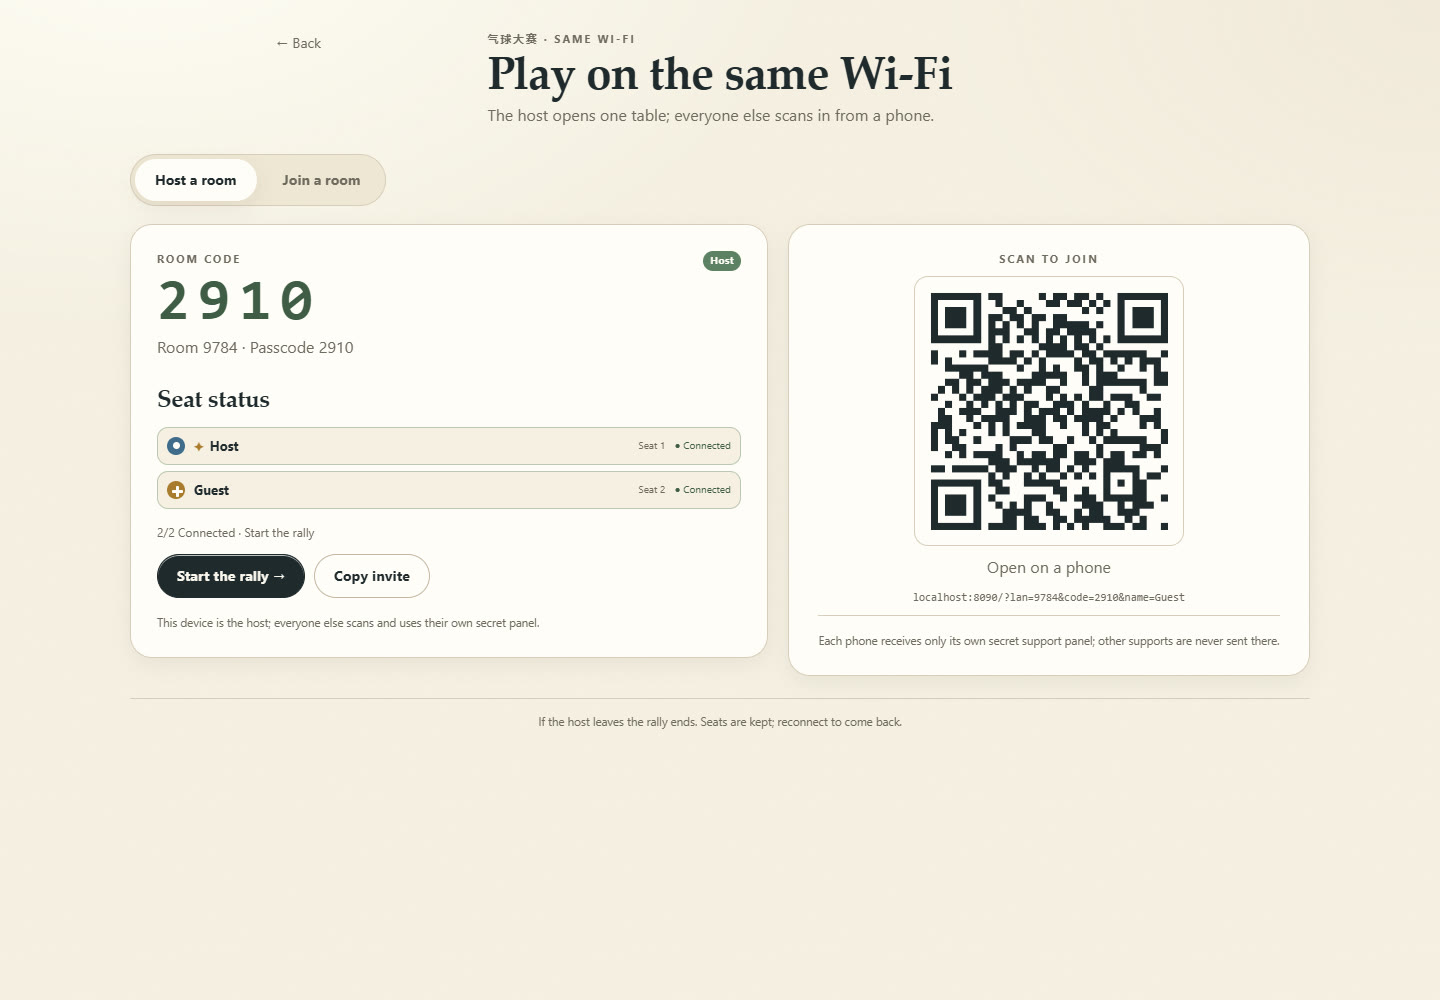 ← Back
气球大赛 · SAME WI-FI
Play on the same Wi-Fi
The host opens one table; everyone else scans in from a phone.
Host a room
Join a room
ROOM CODE
Host
2910
Room 9784 · Passcode 2910
Seat status
✦ Host
Seat 1 ● Connected
Guest
Seat 2 ● Connected
2/2 Connected · Start the rally
Start the rally →
Copy invite
This device is the host; everyone else scans and uses their own secret panel.
SCAN TO JOIN
Open on a phone
localhost:8090/?lan=9784&code=2910&name=Guest
Each phone receives only its own secret support panel; other supports are never sent there.
If the host leaves the rally ends. Seats are kept; reconnect to come back.